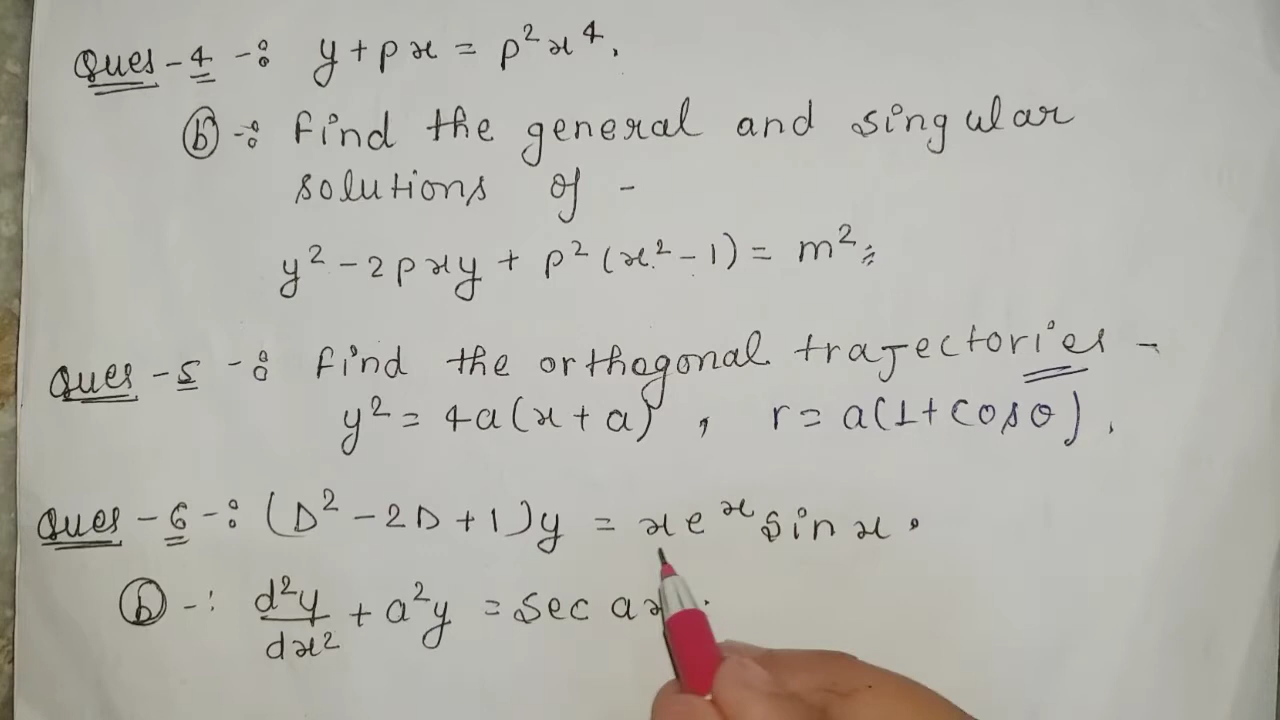 Ques-4-: y + px = p²x⁴.
(b)-: Find the general and singular
solutions of -
y² - 2pxy + p²(x² - 1) = m².
Ques-5-: Find the orthogonal trajectories -
y² = 4a(x + a) , r = a(1 + cosθ).
Ques-6-: (D² - 2D + 1)y = xeˣ sin x.
(b)-: d²y/dx² + a²y = sec a